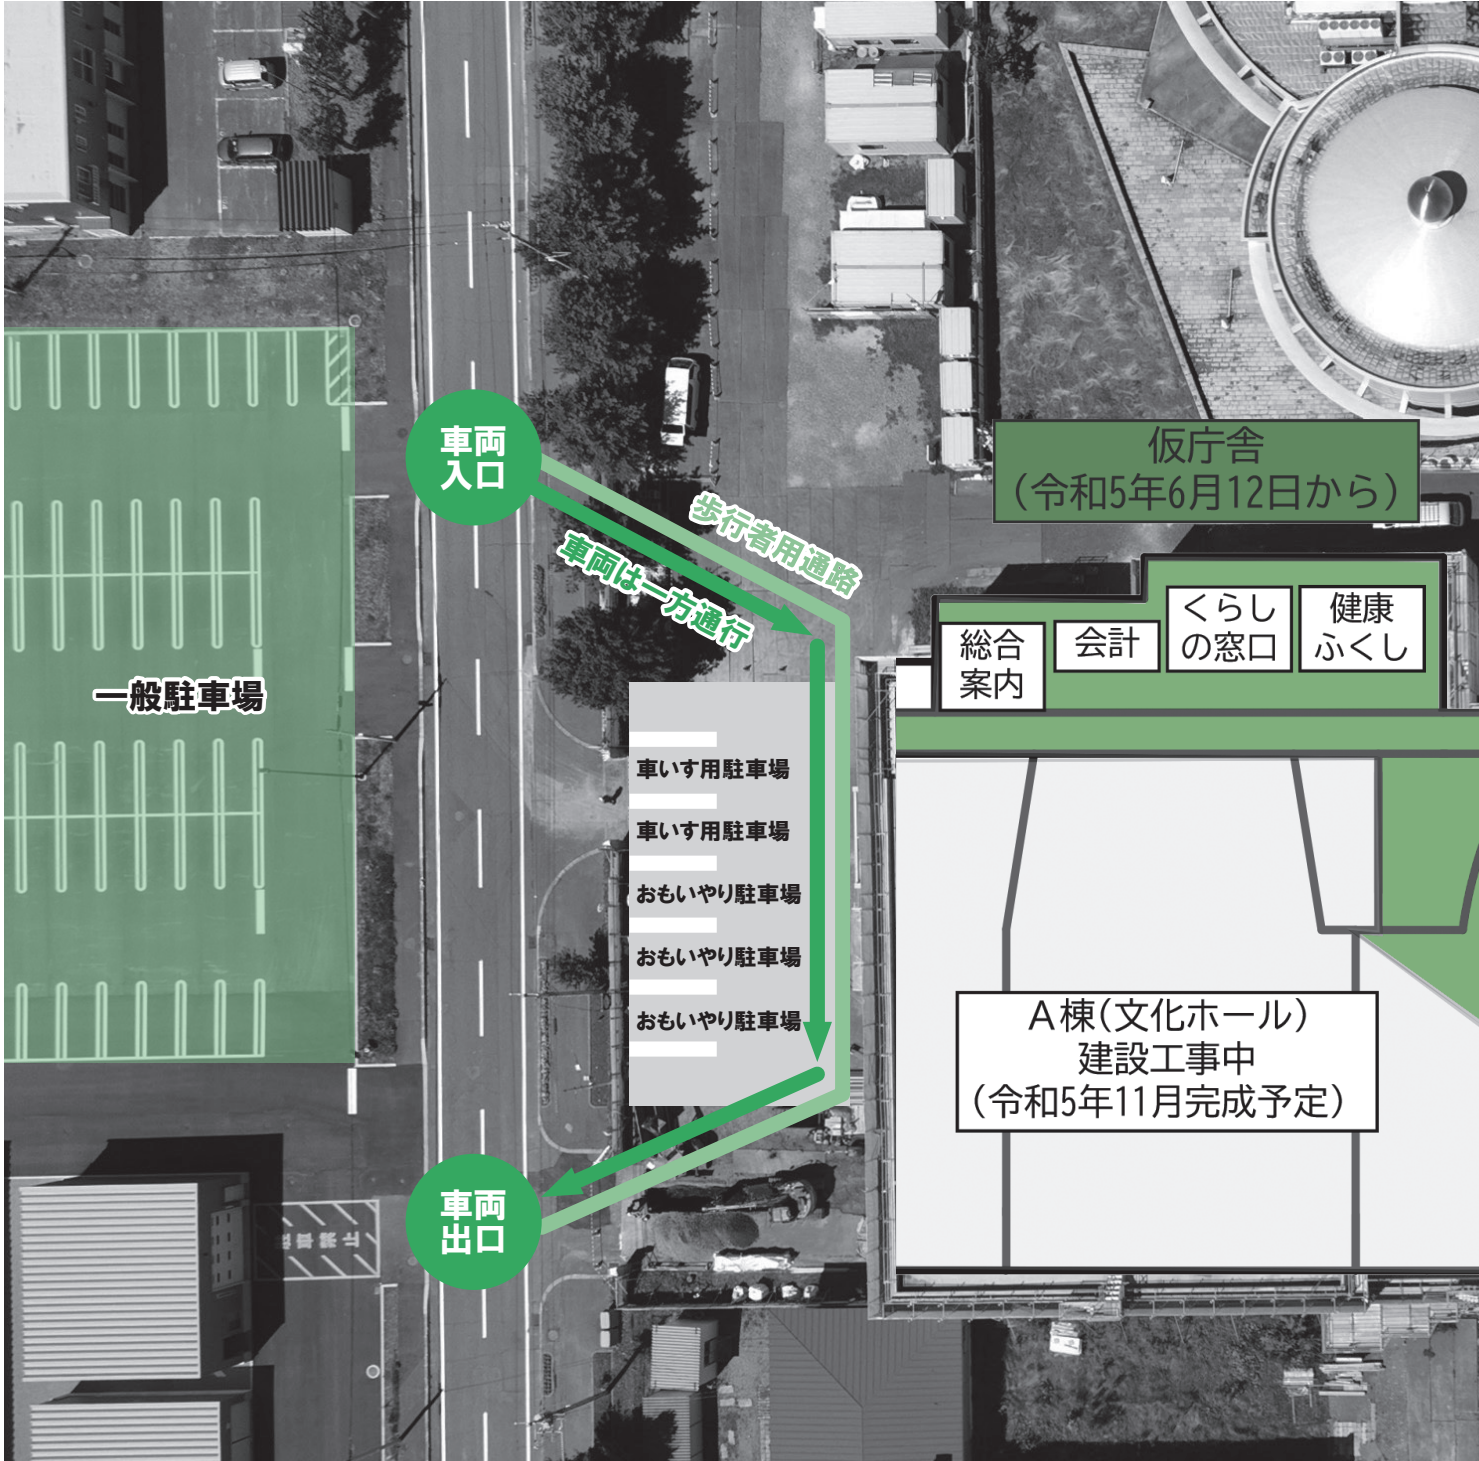 車両
入口
歩行者用通路
車両は一方通行
仮庁舎
（令和5年6月12日から）
総合
案内
会計
くらし
の窓口
健康
ふくし
一般駐車場
車いす用駐車場
車いす用駐車場
おもいやり駐車場
おもいやり駐車場
おもいやり駐車場
A棟（文化ホール）
建設工事中
（令和5年11月完成予定）
車両
出口
駐車禁止